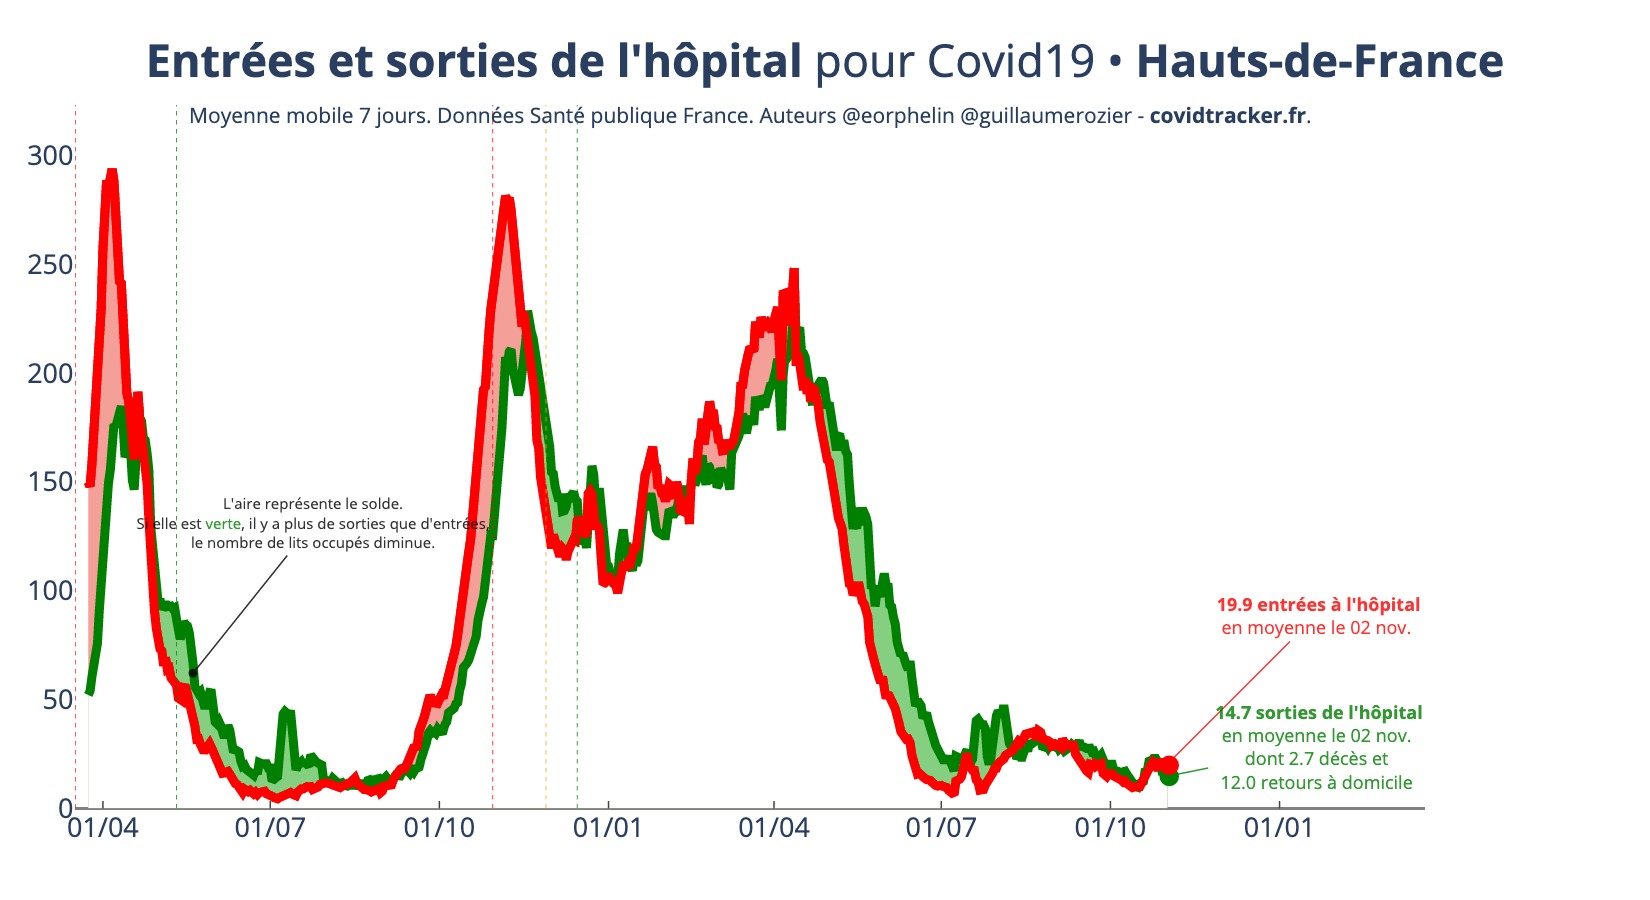 Entrées et sorties de l'hôpital pour Covid19 • Hauts-de-France
Moyenne mobile 7 jours. Données Santé publique France. Auteurs @eorphelin @guillaumerozier - covidtracker.fr.
300
250
200
150
100
50
0
L'aire représente le solde.
Si elle est verte, il y a plus de sorties que d'entrées,
le nombre de lits occupés diminue.
19.9 entrées à l'hôpital
en moyenne le 02 nov.
14.7 sorties de l'hôpital
en moyenne le 02 nov.
dont 2.7 décès et
12.0 retours à domicile
01/04 01/07 01/10 01/01 01/04 01/07 01/10 01/01